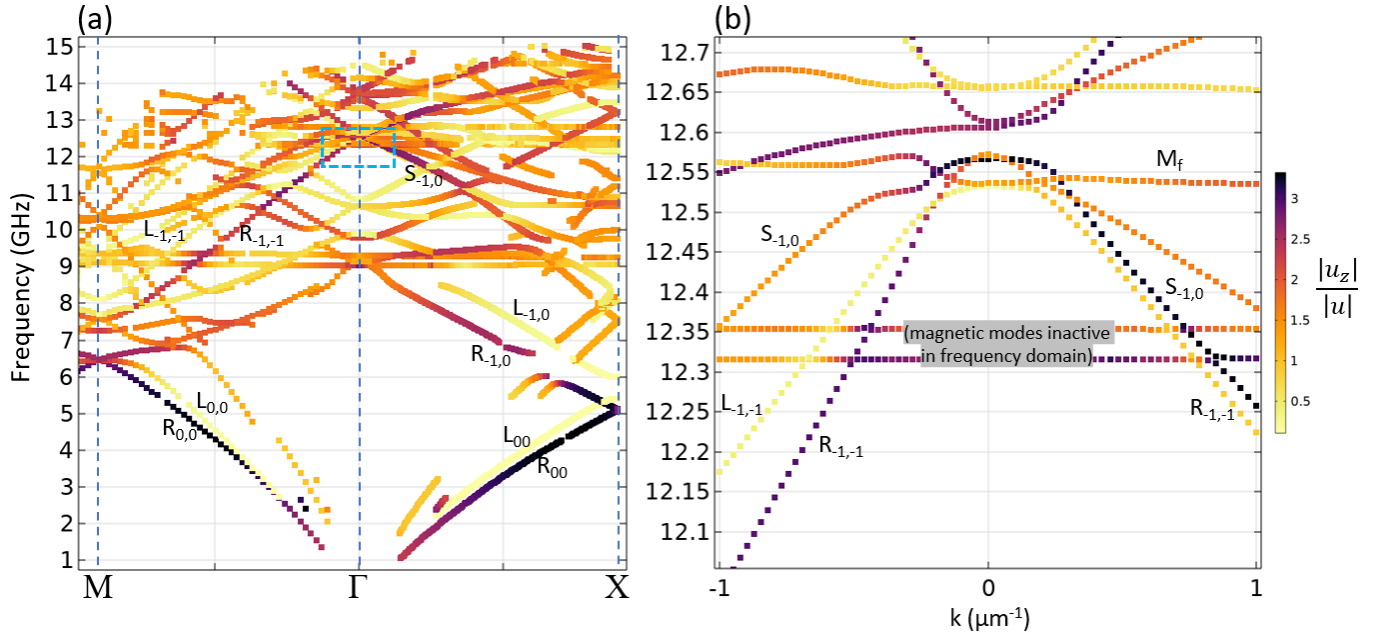 (a)
Frequency (GHz)
15
14
13
12
11
10
9
8
7
6
5
4
3
2
1
M
Γ
X
S-1,0
L-1,-1
R-1,-1
L-1,0
R-1,0
L0,0
R0,0
L00
R00
(b)
12.7
12.65
12.6
12.55
12.5
12.45
12.4
12.35
12.3
12.25
12.2
12.15
12.1
-1
0
1
k (μm-1)
Mf
S-1,0
S-1,0
(magnetic modes inactive
in frequency domain)
L-1,-1
R-1,-1
R-1,-1
3
2.5
2
1.5
1
0.5
|uz|
|u|